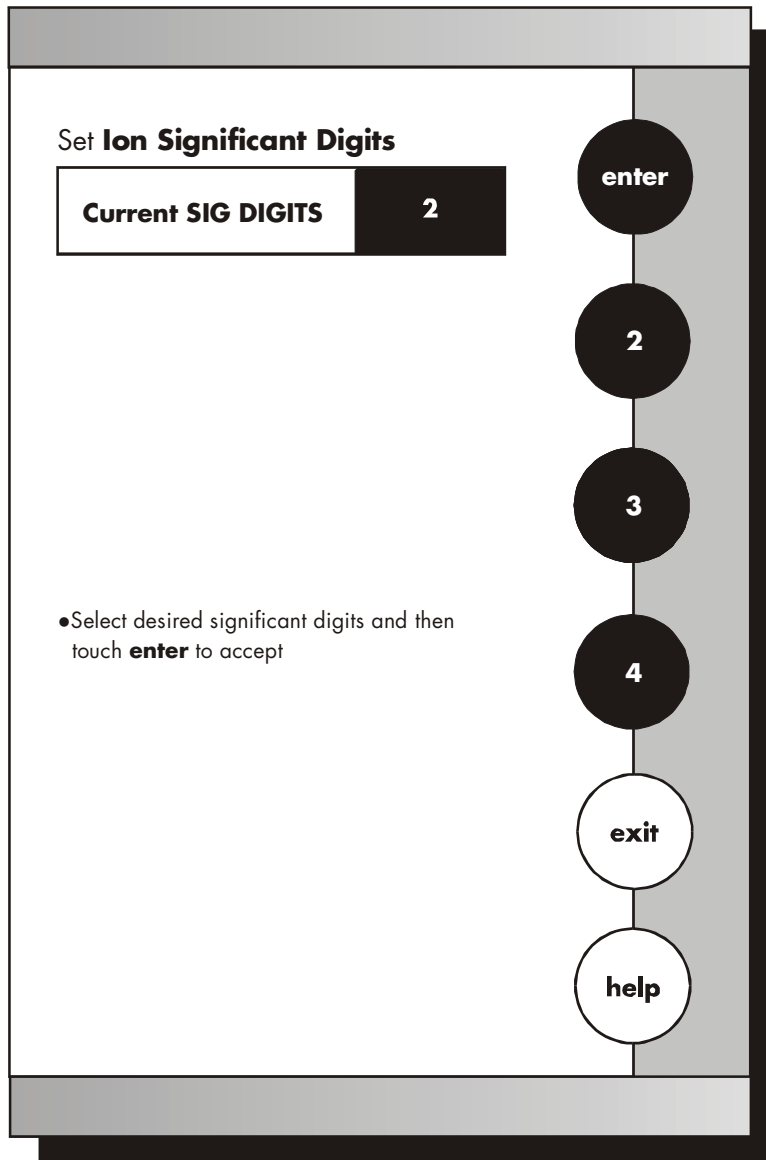 Set Ion Significant Digits
Current SIG DIGITS 2
●Select desired significant digits and then
touch enter to accept
enter
2
3
4
exit
help